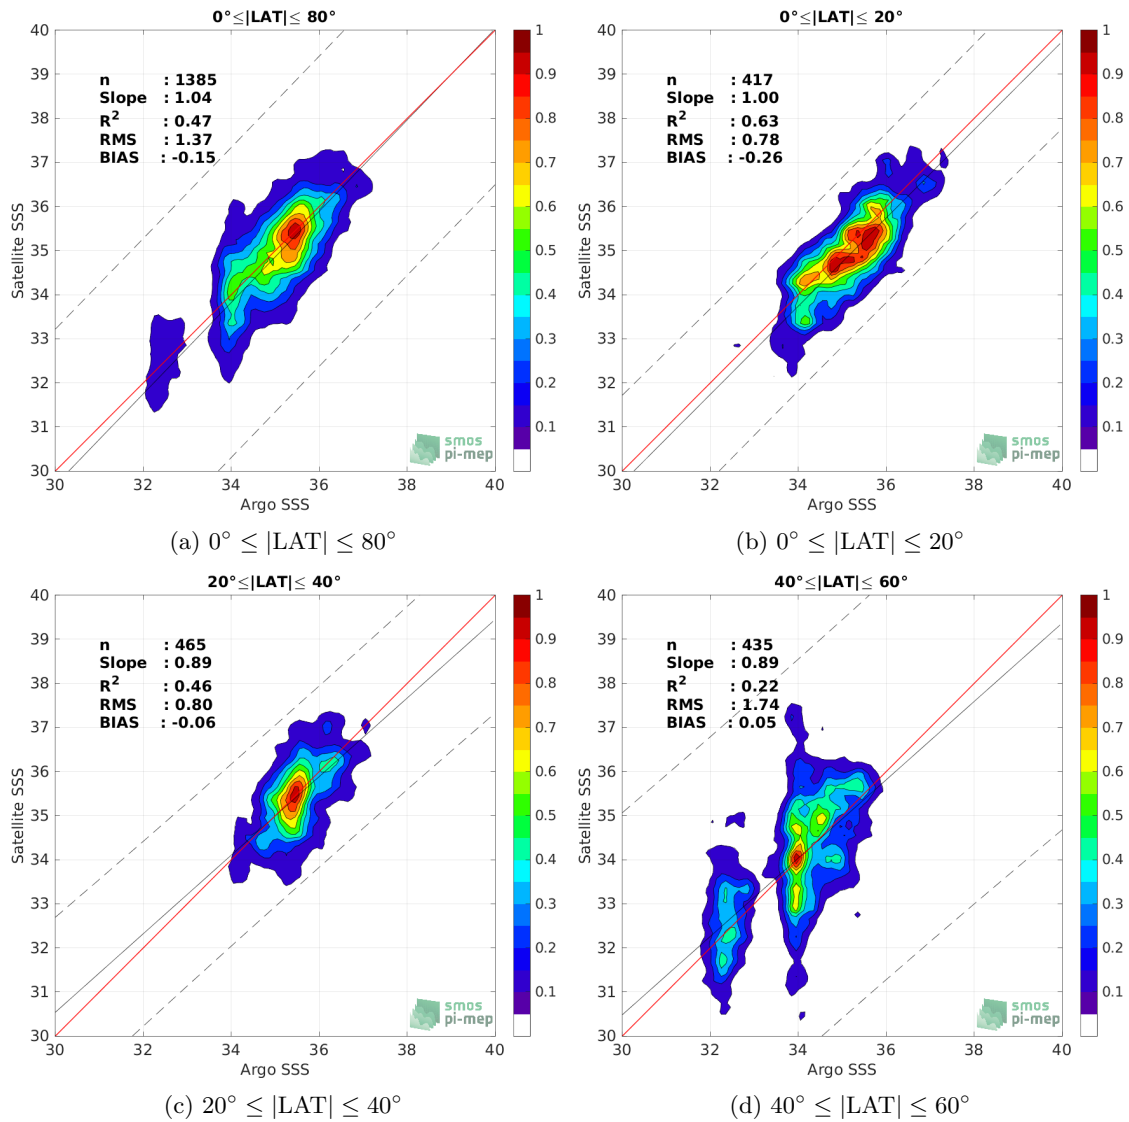 0°≤|LAT|≤ 80°
n : 1385
Slope : 1.04
R² : 0.47
RMS : 1.37
BIAS : -0.15
40
39
38
37
36
35
34
33
32
31
30
Satellite SSS
30 32 34 36 38 40
Argo SSS
1
0.9
0.8
0.7
0.6
0.5
0.4
0.3
0.2
0.1
smos
pi-mep
(a) 0° ≤ |LAT| ≤ 80°
0°≤|LAT|≤ 20°
n : 417
Slope : 1.00
R² : 0.63
RMS : 0.78
BIAS : -0.26
40
39
38
37
36
35
34
33
32
31
30
Satellite SSS
30 32 34 36 38 40
Argo SSS
1
0.9
0.8
0.7
0.6
0.5
0.4
0.3
0.2
0.1
smos
pi-mep
(b) 0° ≤ |LAT| ≤ 20°
20°≤|LAT|≤ 40°
n : 465
Slope : 0.89
R² : 0.46
RMS : 0.80
BIAS : -0.06
40
39
38
37
36
35
34
33
32
31
30
Satellite SSS
30 32 34 36 38 40
Argo SSS
1
0.9
0.8
0.7
0.6
0.5
0.4
0.3
0.2
0.1
smos
pi-mep
(c) 20° ≤ |LAT| ≤ 40°
40°≤|LAT|≤ 60°
n : 435
Slope : 0.89
R² : 0.22
RMS : 1.74
BIAS : 0.05
40
39
38
37
36
35
34
33
32
31
30
Satellite SSS
30 32 34 36 38 40
Argo SSS
1
0.9
0.8
0.7
0.6
0.5
0.4
0.3
0.2
0.1
smos
pi-mep
(d) 40° ≤ |LAT| ≤ 60°